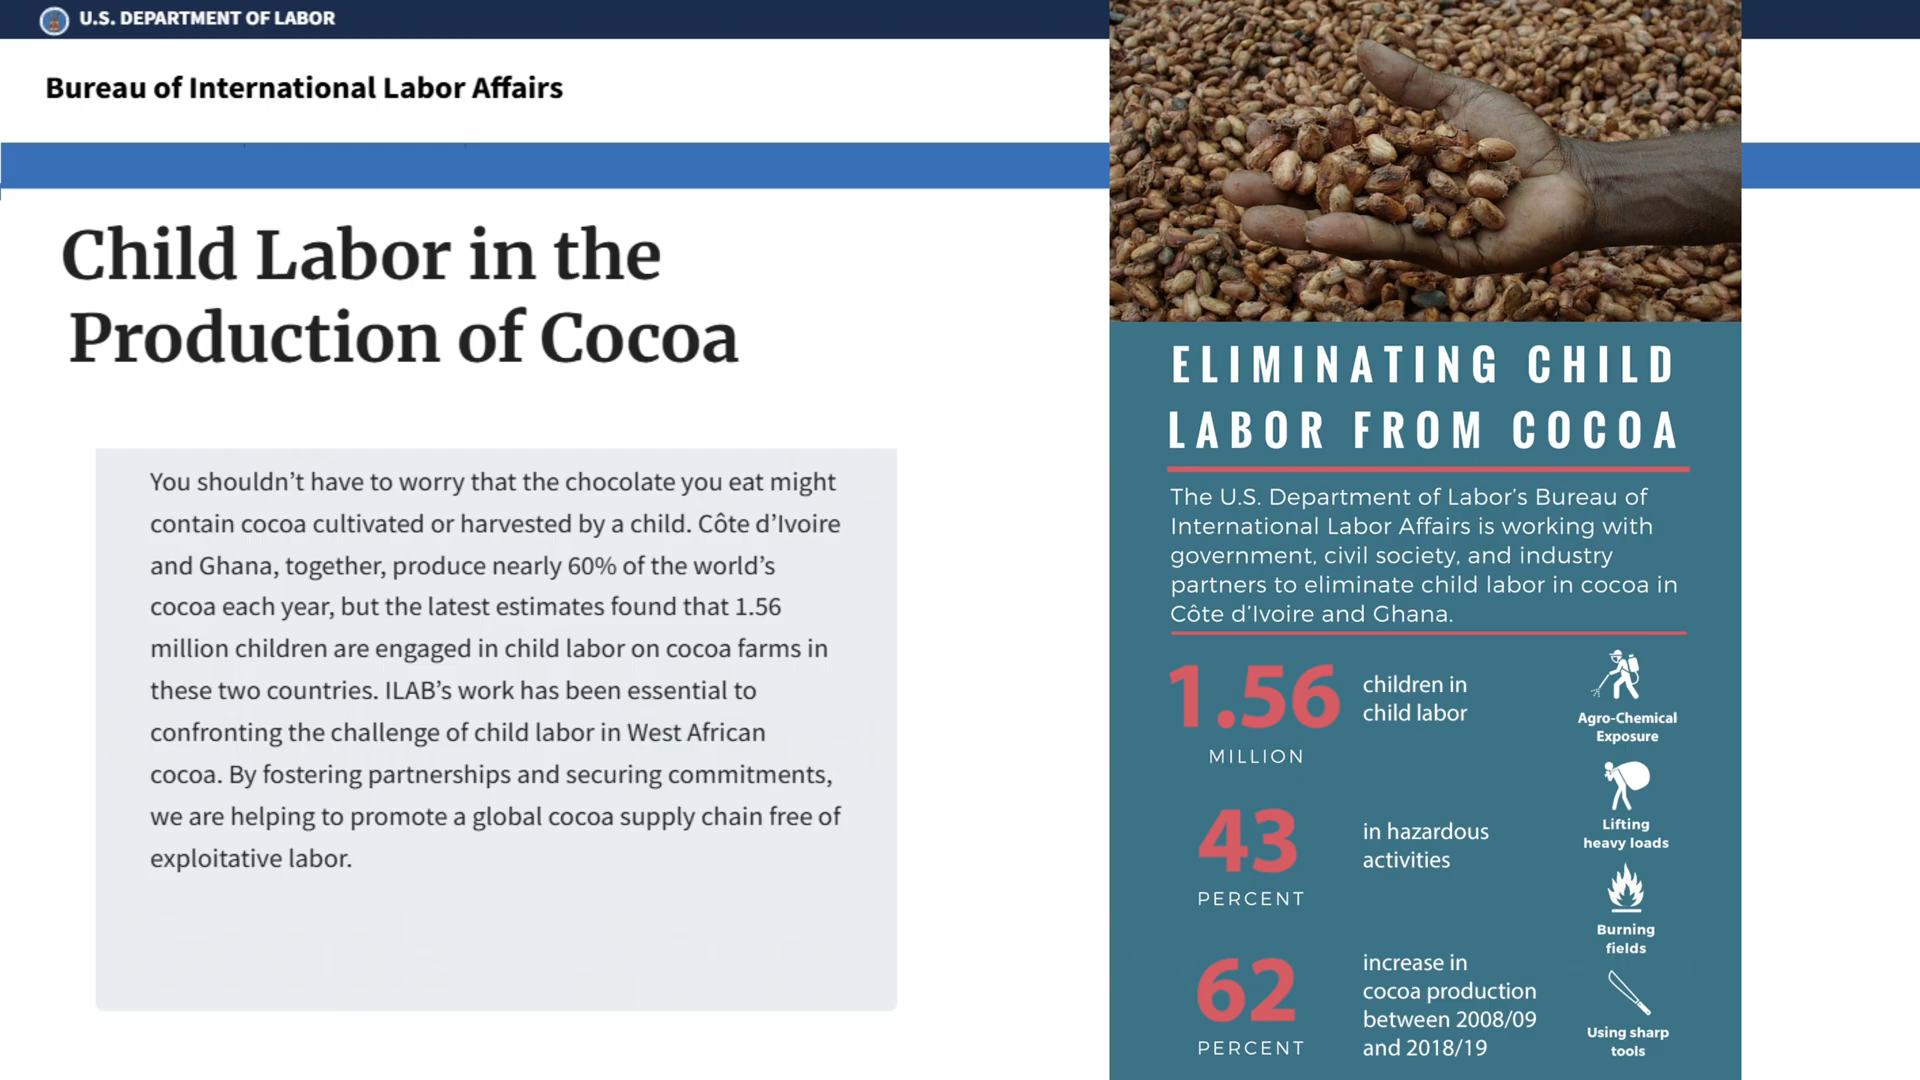 U.S. DEPARTMENT OF LABOR
Bureau of International Labor Affairs
Child Labor in the
Production of Cocoa
You shouldn’t have to worry that the chocolate you eat might
contain cocoa cultivated or harvested by a child. Côte d’Ivoire
and Ghana, together, produce nearly 60% of the world’s
cocoa each year, but the latest estimates found that 1.56
million children are engaged in child labor on cocoa farms in
these two countries. ILAB’s work has been essential to
confronting the challenge of child labor in West African
cocoa. By fostering partnerships and securing commitments,
we are helping to promote a global cocoa supply chain free of
exploitative labor.
ELIMINATING CHILD
LABOR FROM COCOA
The U.S. Department of Labor’s Bureau of
International Labor Affairs is working with
government, civil society, and industry
partners to eliminate child labor in cocoa in
Côte d’Ivoire and Ghana.
1.56
MILLION
children in
child labor
43
PERCENT
in hazardous
activities
62
PERCENT
increase in
cocoa production
between 2008/09
and 2018/19
Agro-Chemical
Exposure
Lifting
heavy loads
Burning
fields
Using sharp
tools